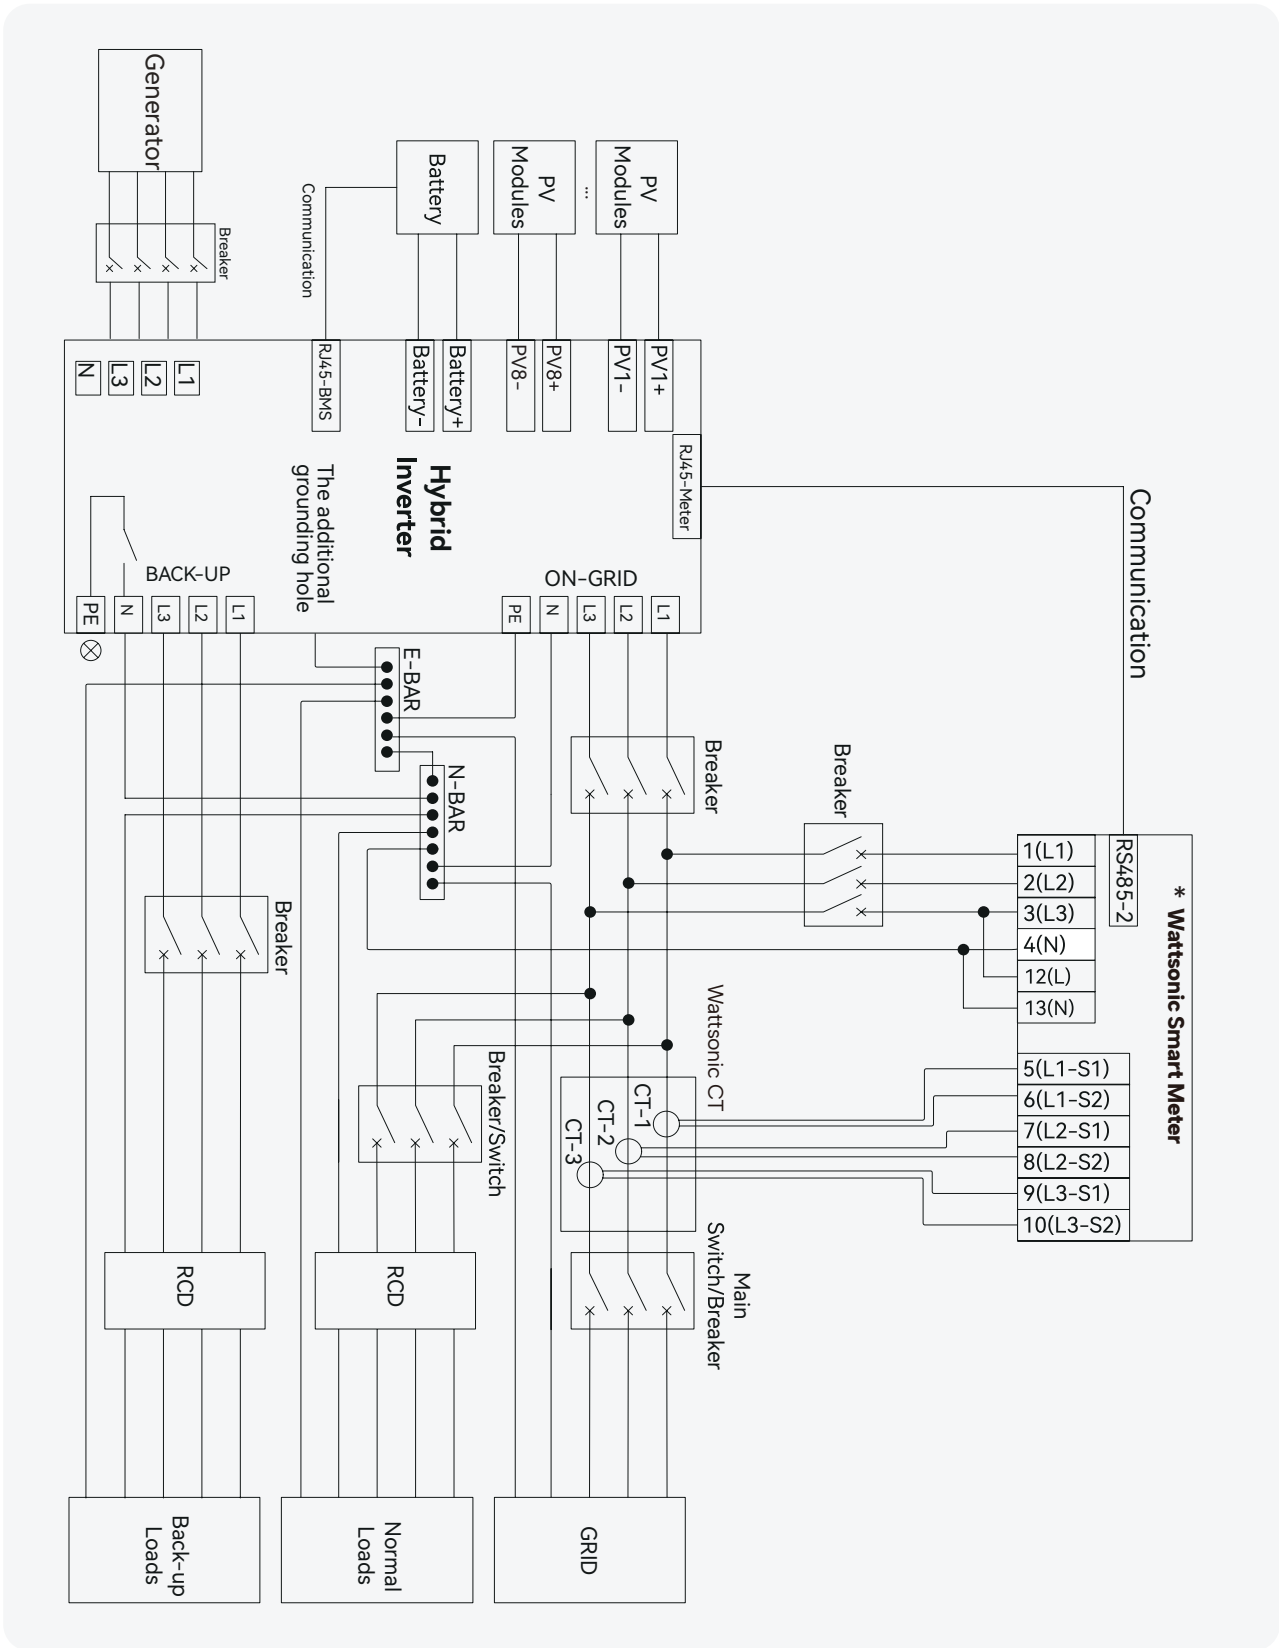 Generator
Breaker
Communication
Battery
PV
Modules
...
PV
Modules
L1
L2
L3
N
RJ45-BMS
Battery-
Battery+
PV8-
PV8+
PV1-
PV1+
RJ45-Meter
Hybrid
Inverter
The additional
grounding hole
BACK-UP
ON-GRID
PE
N
L3
L2
L1
PE
N
L3
L2
L1
Communication
E-BAR
N-BAR
Breaker
Breaker
Breaker
RS485-2
* Wattsonic Smart Meter
1(L1)
2(L2)
3(L3)
4(N)
12(L)
13(N)
5(L1-S1)
6(L1-S2)
7(L2-S1)
8(L2-S2)
9(L3-S1)
10(L3-S2)
Wattsonic CT
CT-1
CT-2
CT-3
Breaker/Switch
Main
Switch/Breaker
RCD
RCD
Back-up
Loads
Normal
Loads
GRID